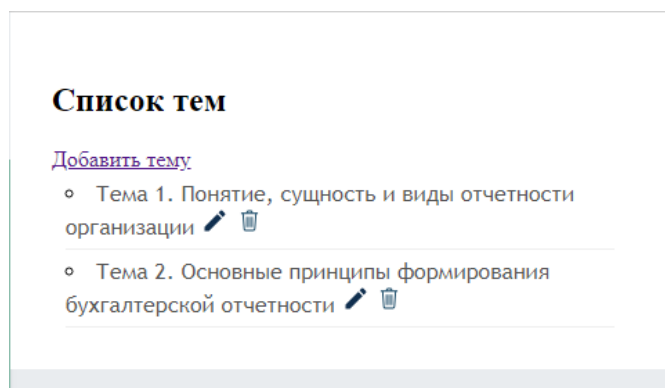 Список тем
Добавить тему
Тема 1. Понятие, сущность и виды отчетности
организации
Тема 2. Основные принципы формирования
бухгалтерской отчетности